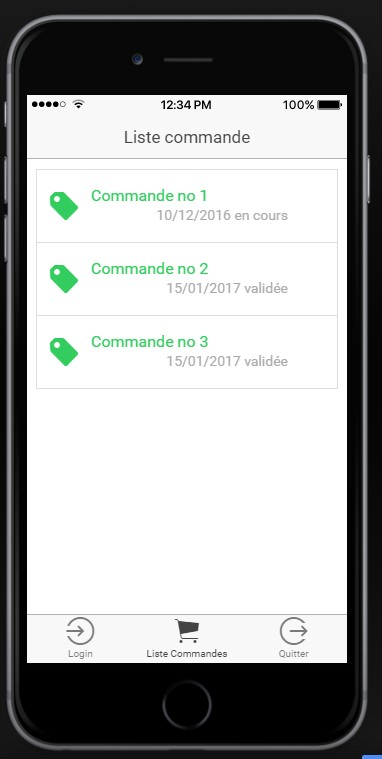 12:34 PM
100%
Liste commande
Commande no 1
10/12/2016 en cours
Commande no 2
15/01/2017 validée
Commande no 3
15/01/2017 validée
Login
Liste Commandes
Quitter